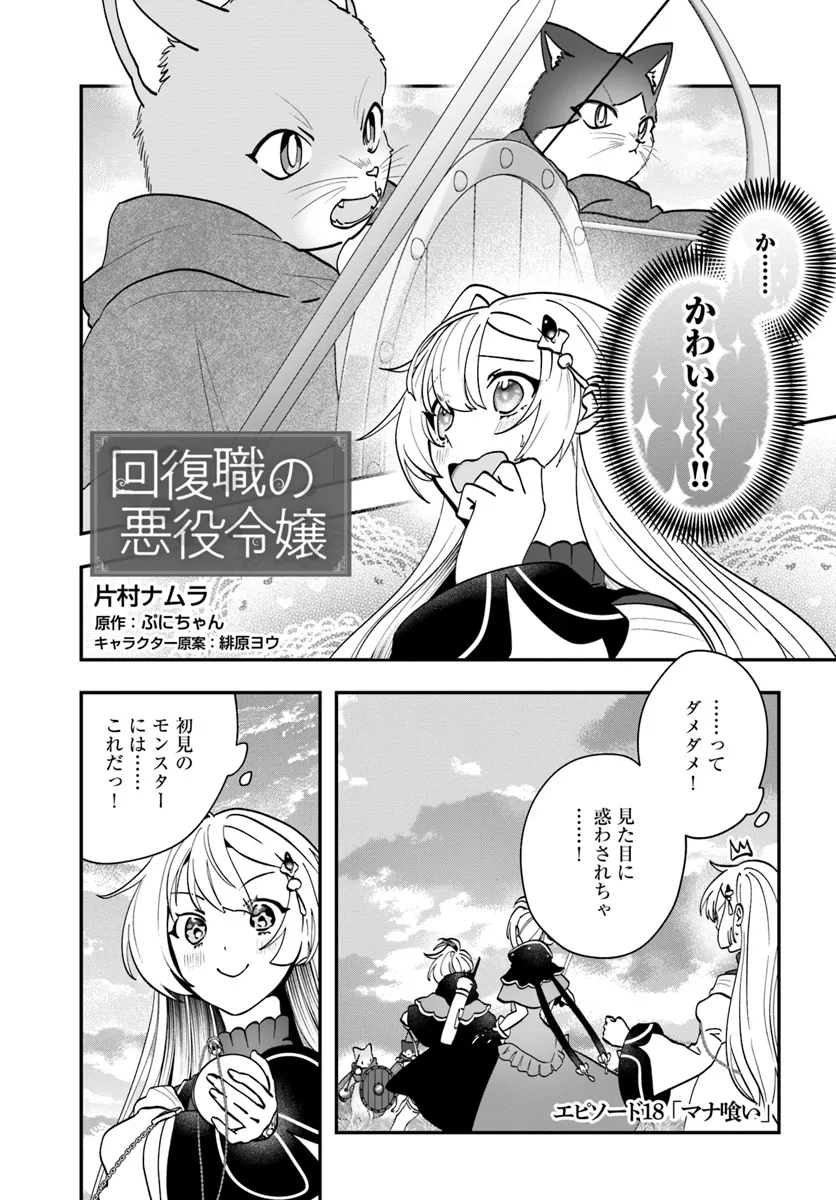 か……
かわい〜〜〜!!
回復職の
悪役令嬢
片村ナムラ
原作：ぷにちゃん
キャラクター原案：緋原ヨウ
……って
ダメダメ！
見た目に
惑わされちゃ
……！
エピソード18「マナ喰い」
初見の
モンスター
には……
これだっ！